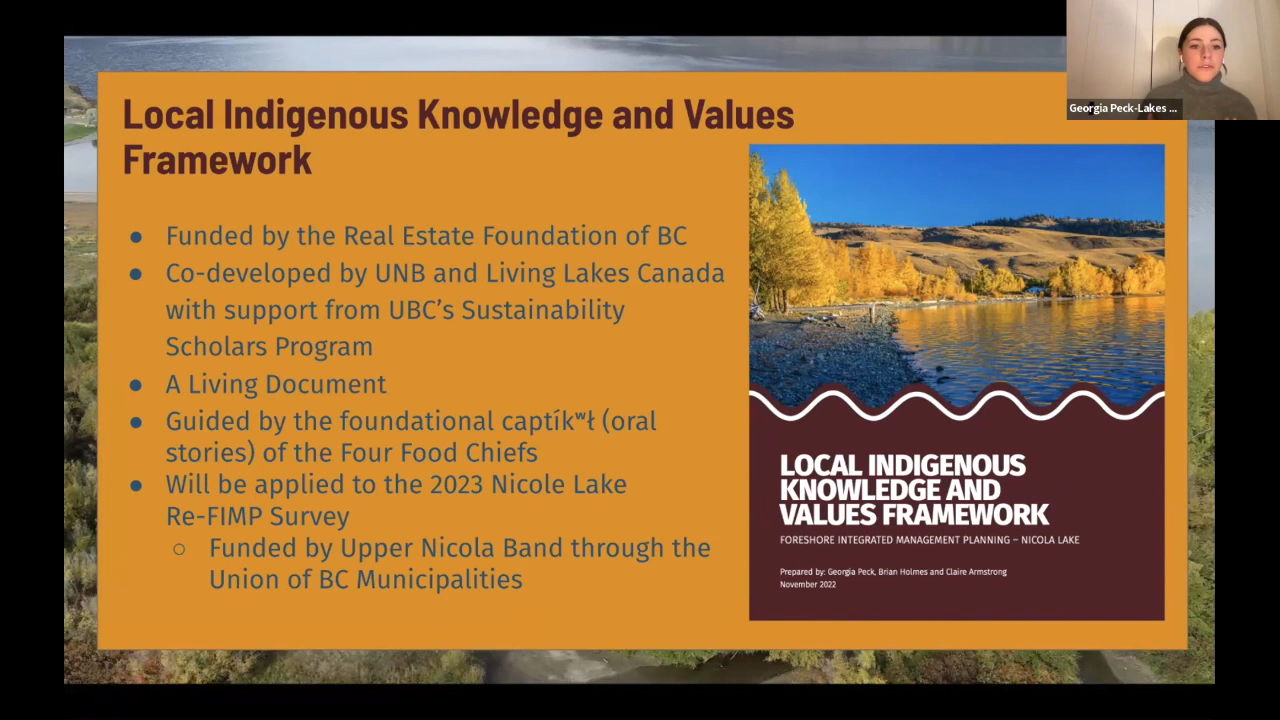 Local Indigenous Knowledge and Values
Framework
● Funded by the Real Estate Foundation of BC
● Co-developed by UNB and Living Lakes Canada
with support from UBC’s Sustainability
Scholars Program
● A Living Document
● Guided by the foundational captíkʷł (oral
stories) of the Four Food Chiefs
● Will be applied to the 2023 Nicole Lake
Re-FIMP Survey
○ Funded by Upper Nicola Band through the
Union of BC Municipalities
LOCAL INDIGENOUS
KNOWLEDGE AND
VALUES FRAMEWORK
FORESHORE INTEGRATED MANAGEMENT PLANNING – NICOLA LAKE
Prepared by: Georgia Peck, Brian Holmes and Claire Armstrong
November 2022
Georgia Peck-Lakes ...